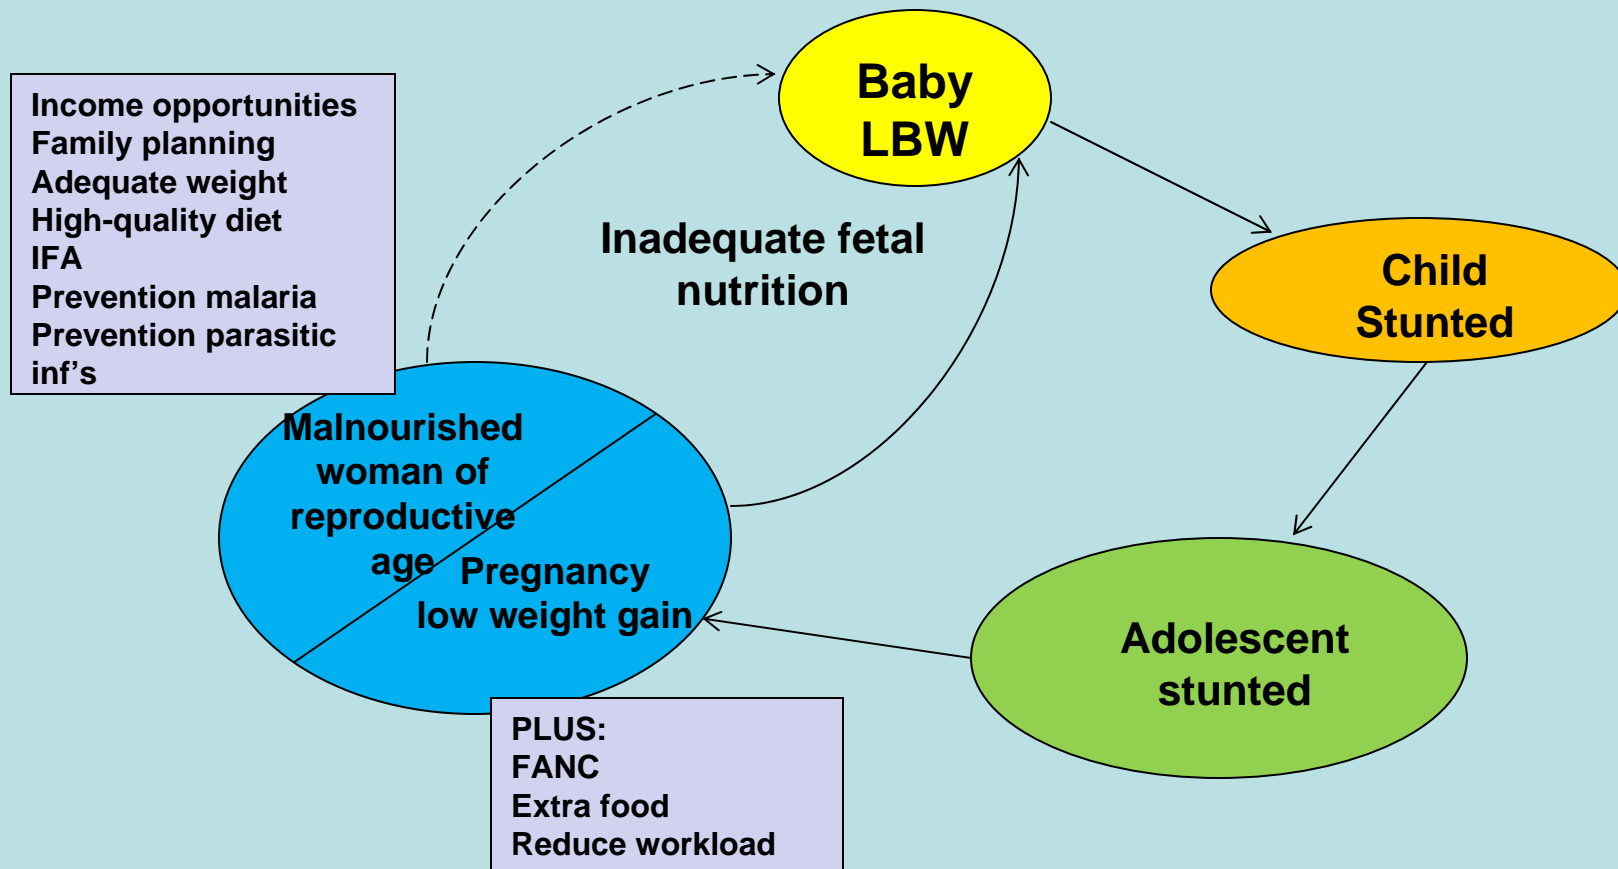 Baby
LBW
Income opportunities
Family planning
Adequate weight
High-quality diet
IFA
Prevention malaria
Prevention parasitic
inf’s
Inadequate fetal
nutrition
Child
Stunted
Malnourished
woman of
reproductive
age
Pregnancy
low weight gain
Adolescent
stunted
PLUS:
FANC
Extra food
Reduce workload